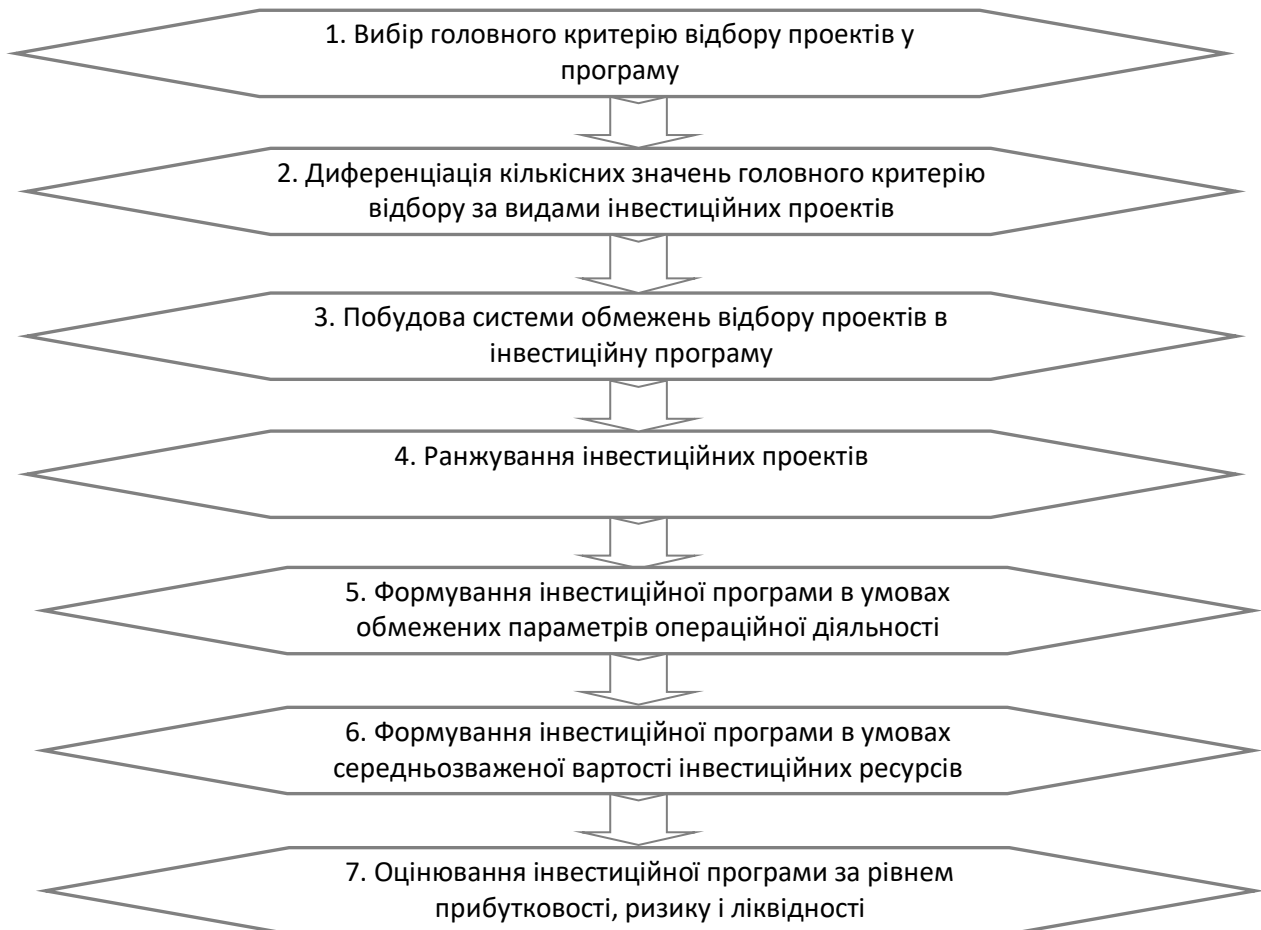 1. Вибір головного критерію відбору проектів у
програму
2. Диференціація кількісних значень головного критерію
відбору за видами інвестиційних проектів
3. Побудова системи обмежень відбору проектів в
інвестиційну програму
4. Ранжування інвестиційних проектів
5. Формування інвестиційної програми в умовах
обмежених параметрів операційної діяльності
6. Формування інвестиційної програми в умовах
середньозваженої вартості інвестиційних ресурсів
7. Оцінювання інвестиційної програми за рівнем
прибутковості, ризику і ліквідності